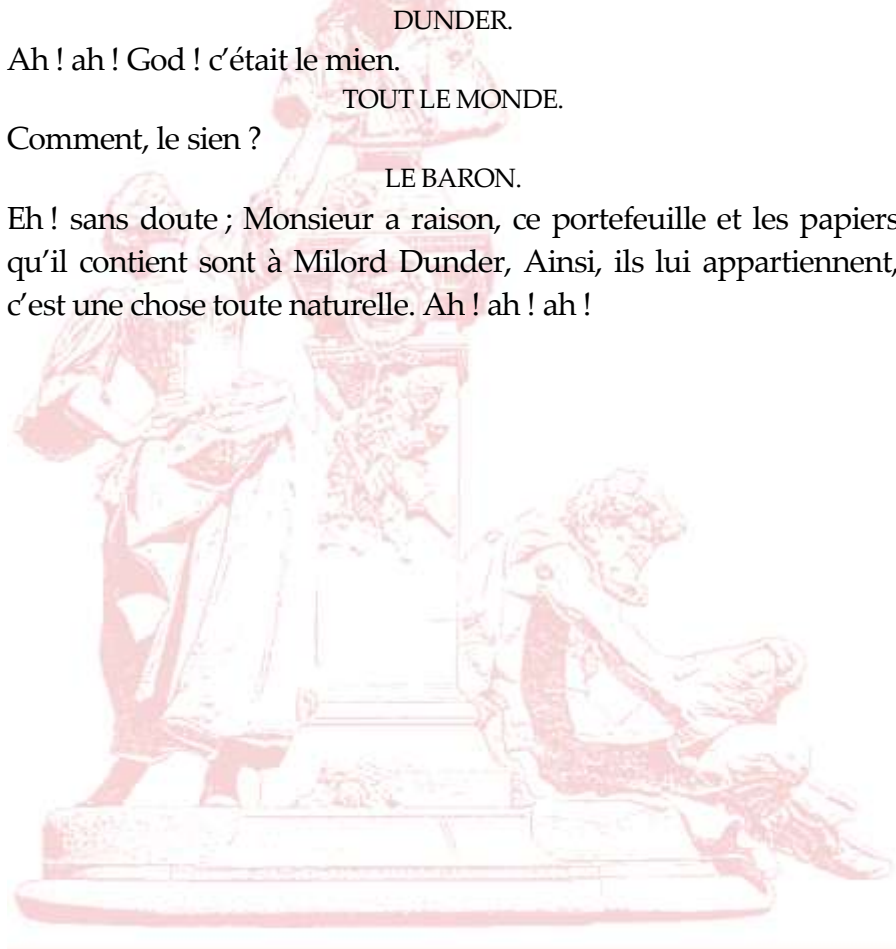 DUNDER.
Ah ! ah ! God ! c’était le mien.
TOUT LE MONDE.
Comment, le sien ?
LE BARON.
Eh ! sans doute ; Monsieur a raison, ce portefeuille et les papiers
qu’il contient sont à Milord Dunder, Ainsi, ils lui appartiennent,
c’est une chose toute naturelle. Ah ! ah ! ah !